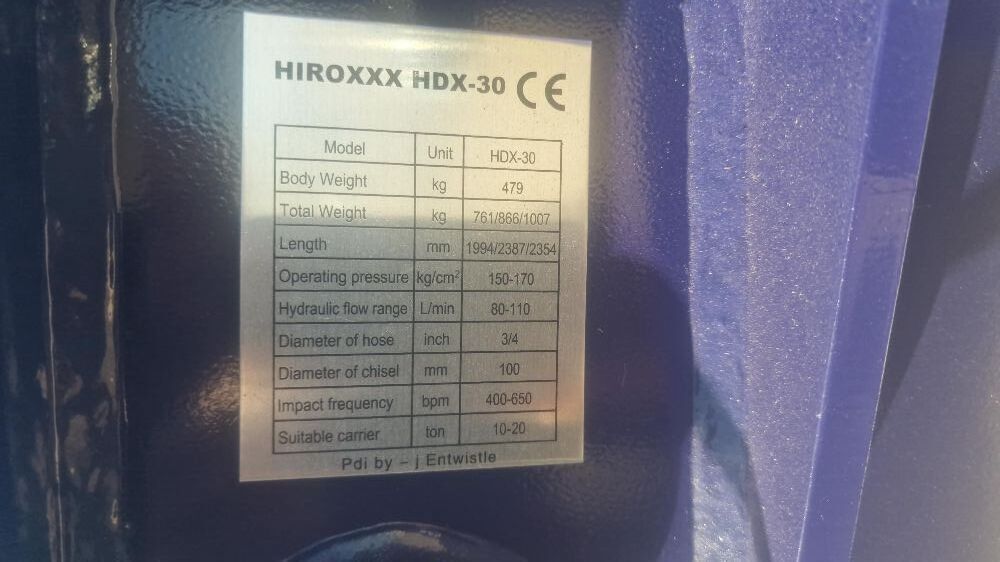 HIROXXX HDX-30 CE
Model Unit HDX-30
Body Weight kg 479
Total Weight kg 761/866/1007
Length mm 1994/2387/2354
Operating pressure kg/cm² 150-170
Hydraulic flow range L/min 80-110
Diameter of hose inch 3/4
Diameter of chisel mm 100
Impact frequency bpm 400-650
Suitable carrier ton 10-20
Pdi by – j Entwistle